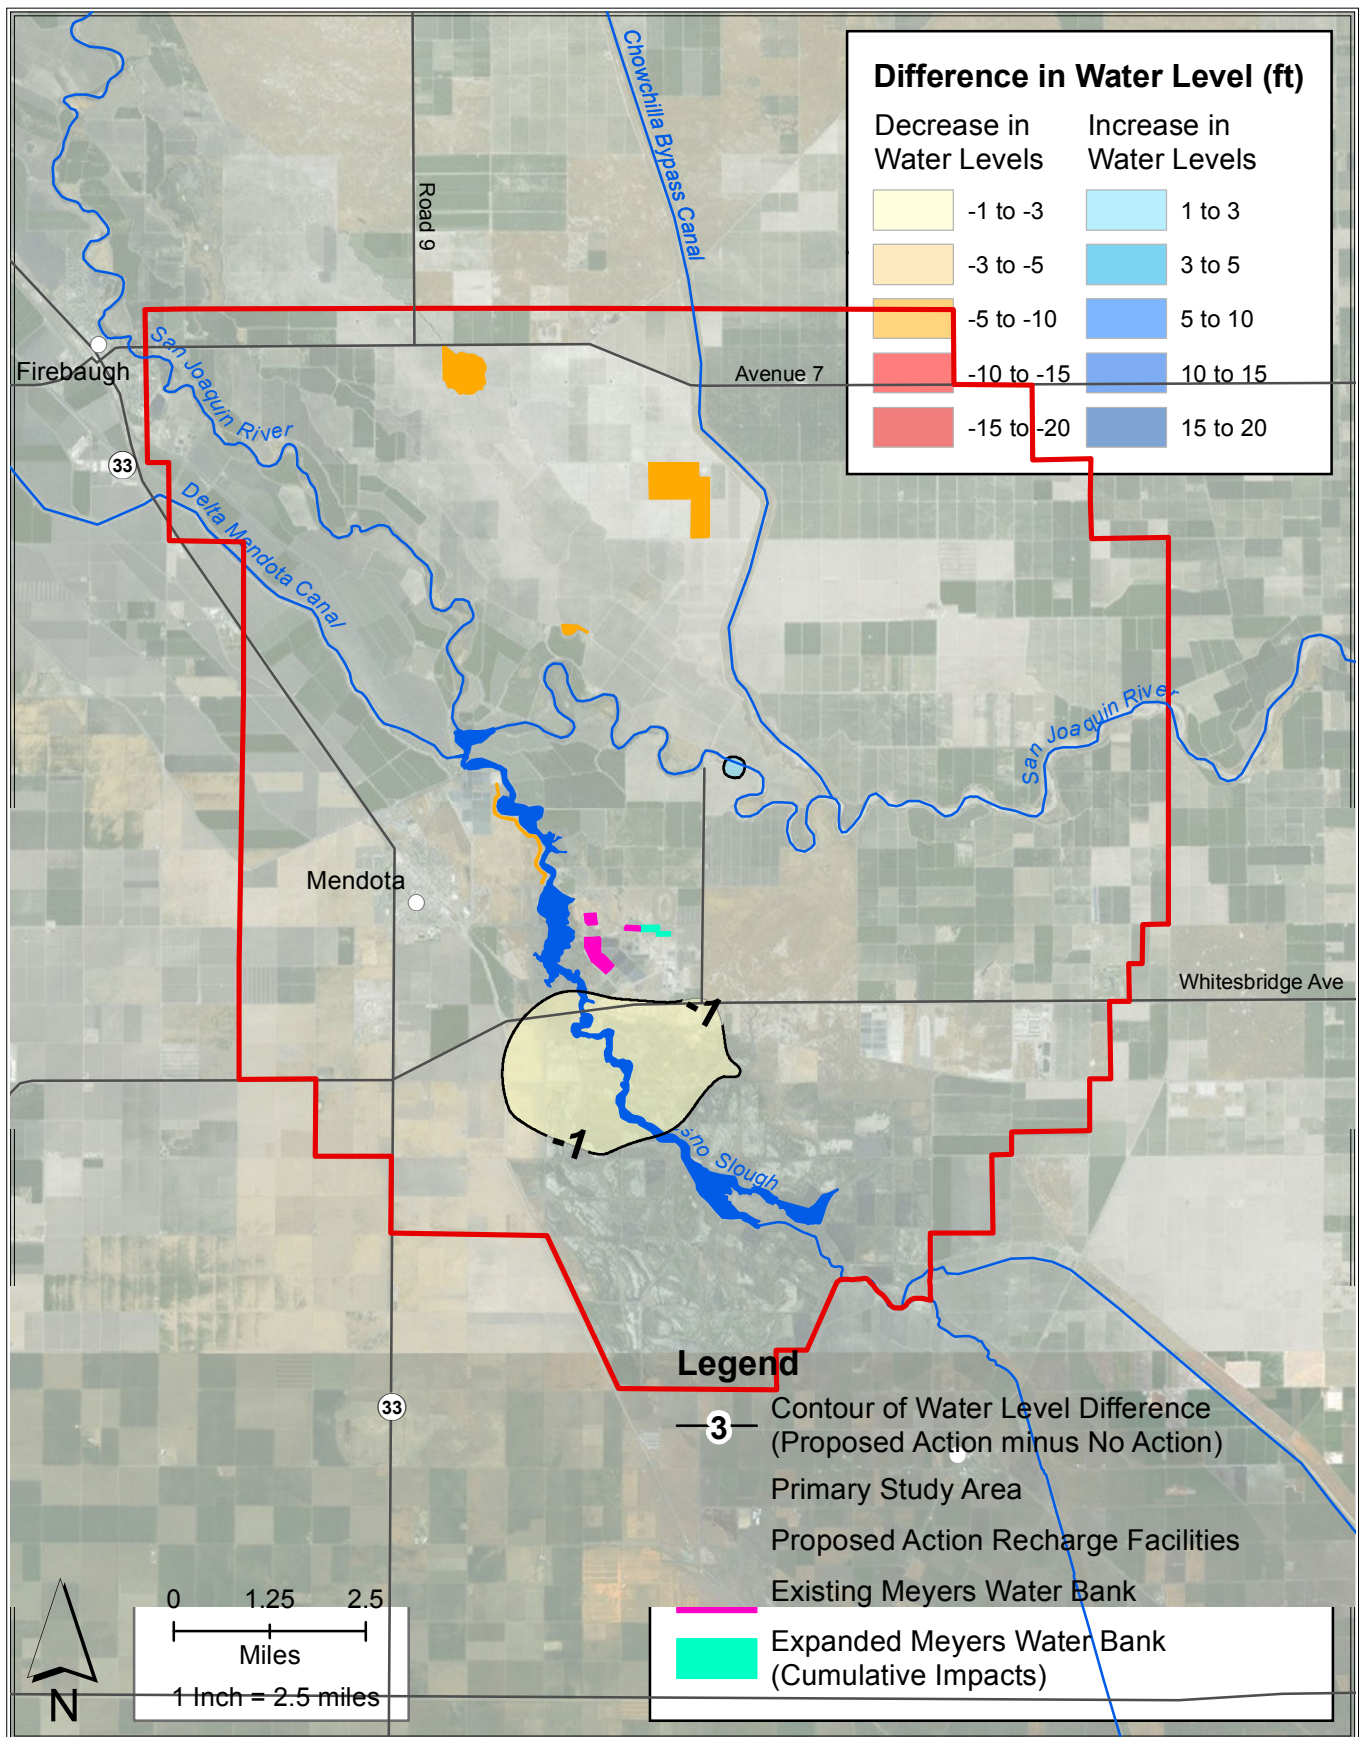 Difference in Water Level (ft)
Decrease in
Water Levels
Increase in
Water Levels
-1 to -3
1 to 3
-3 to -5
3 to 5
-5 to -10
5 to 10
-10 to -15
10 to 15
-15 to -20
15 to 20
Chowchilla Bypass Canal
Road 9
San Joaquin River
Firebaugh
Avenue 7
33
Delta Mendota Canal
San Joaquin River
Mendota
Whitesbridge Ave
-1
-1
Slough
33
Legend
3
Contour of Water Level Difference
(Proposed Action minus No Action)
Primary Study Area
Proposed Action Recharge Facilities
Existing Meyers Water Bank
Expanded Meyers Water Bank
(Cumulative Impacts)
0 1.25 2.5
Miles
1 Inch = 2.5 miles
N